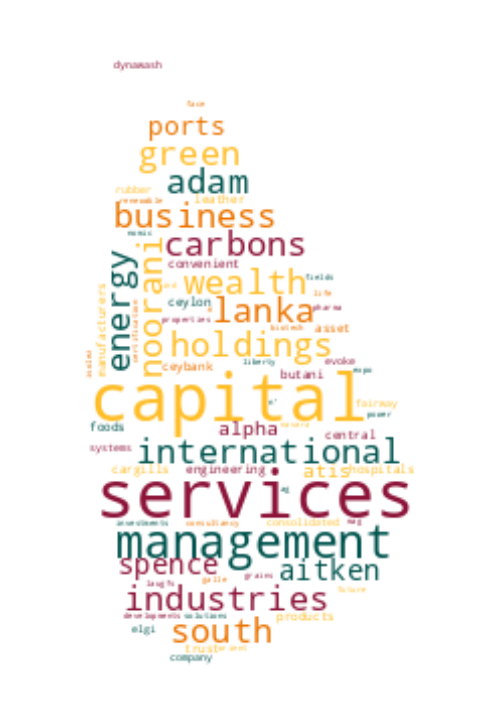 dynawash
face
ports
green
adam
rubber
renewable leather
business
carbons
energy
noorani
convenient
wealth fields
life
ceylon lanka pharma
properties
manufacturers
biotech asset
holdings
liberty evoke
ceybank expo
butani
capital
fairway
power
foods alpha central
systems international
cargills engineering atis hospitals
services
ag
investments consultancy consolidated mag
management
spence aitken
grains
laugfs galle future
industries
developments solutions products
elgi south
trust
company